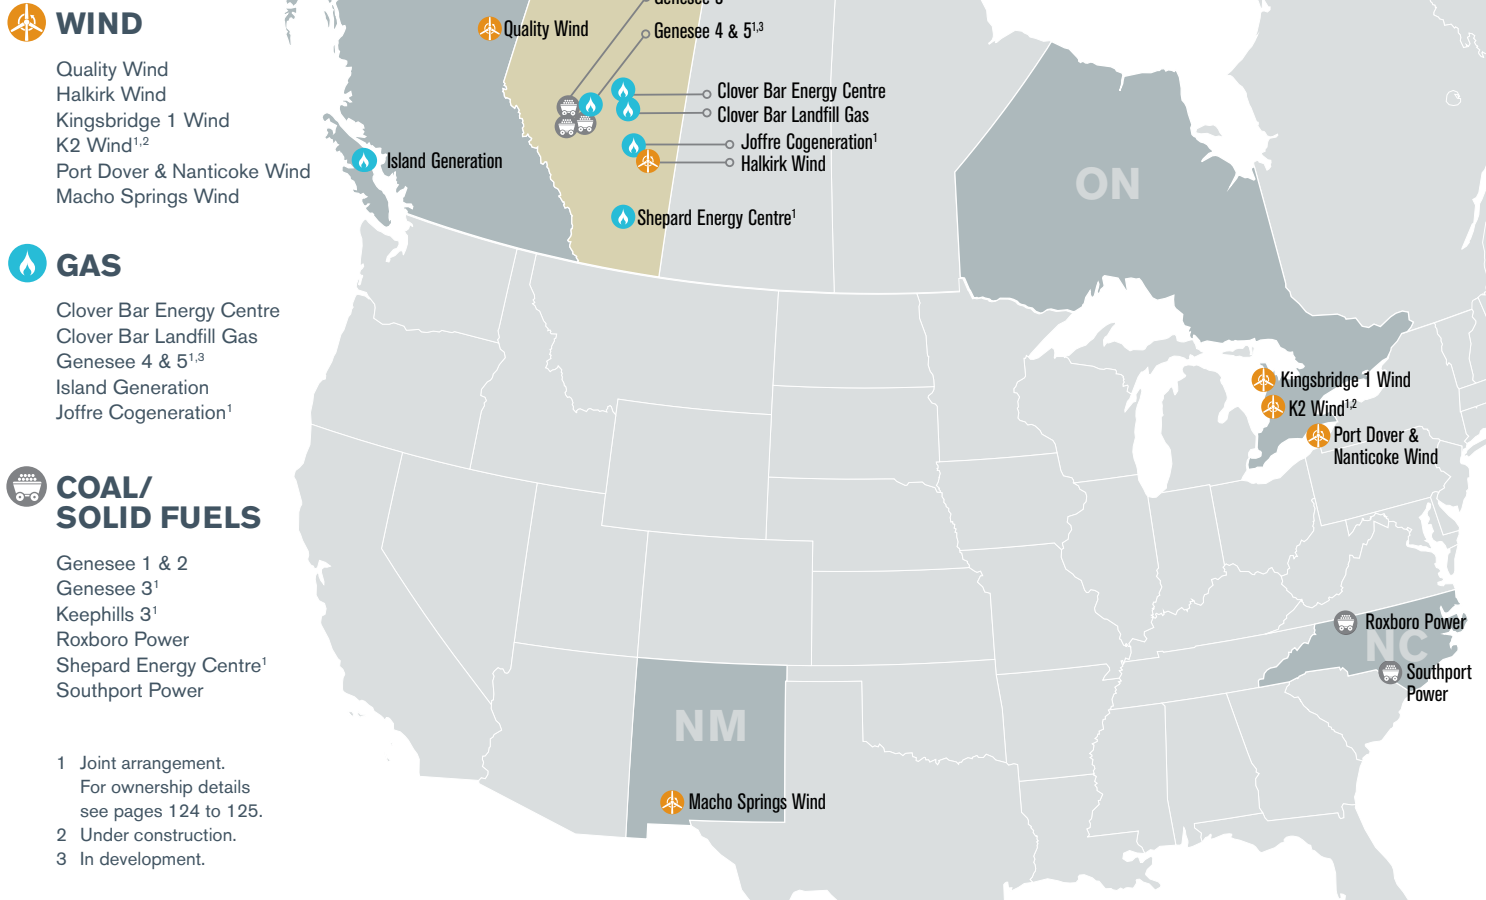 WIND
Quality Wind
Halkirk Wind
Kingsbridge 1 Wind
K2 Wind1,2
Port Dover & Nanticoke Wind
Macho Springs Wind
GAS
Clover Bar Energy Centre
Clover Bar Landfill Gas
Genesee 4 & 51,3
Island Generation
Joffre Cogeneration1
COAL/
SOLID FUELS
Genesee 1 & 2
Genesee 31
Keephills 31
Roxboro Power
Shepard Energy Centre1
Southport Power
1 Joint arrangement.
For ownership details
see pages 124 to 125.
2 Under construction.
3 In development.
Quality Wind
Genesee 4 & 51,3
Clover Bar Energy Centre
Clover Bar Landfill Gas
Joffre Cogeneration1
Halkirk Wind
Island Generation
Shepard Energy Centre1
ON
Kingsbridge 1 Wind
K2 Wind1,2
Port Dover &
Nanticoke Wind
Roxboro Power
NC
Southport
Power
NM
Macho Springs Wind